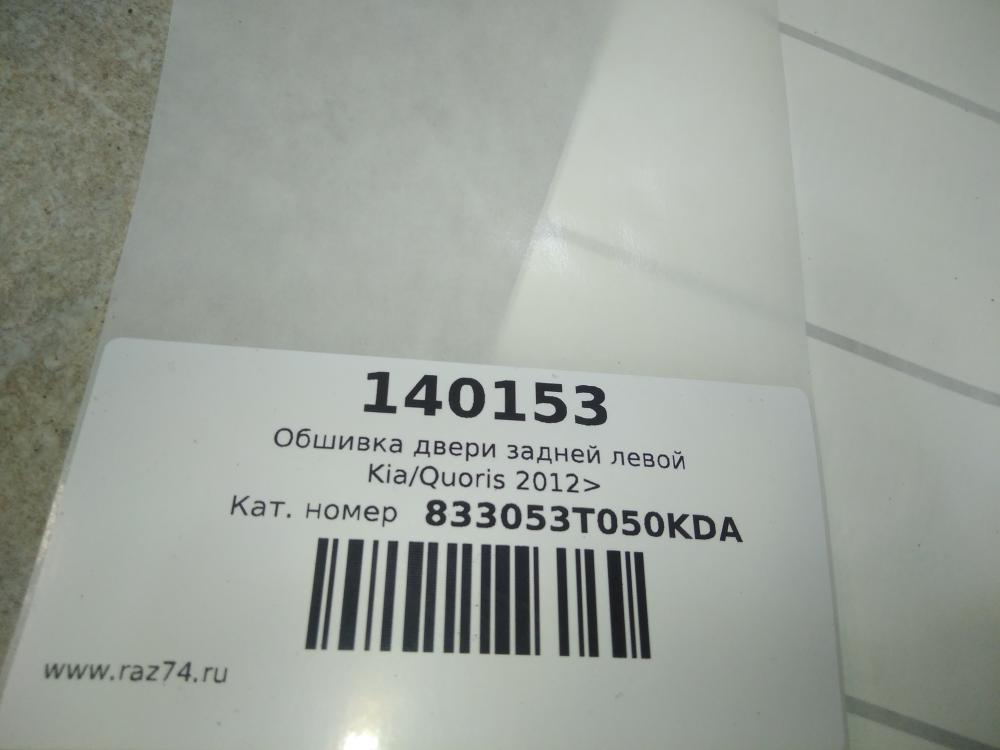 140153
Обшивка двери задней левой
Kia/Quoris 2012>
Кат. номер 833053T050KDA
www.raz74.ru